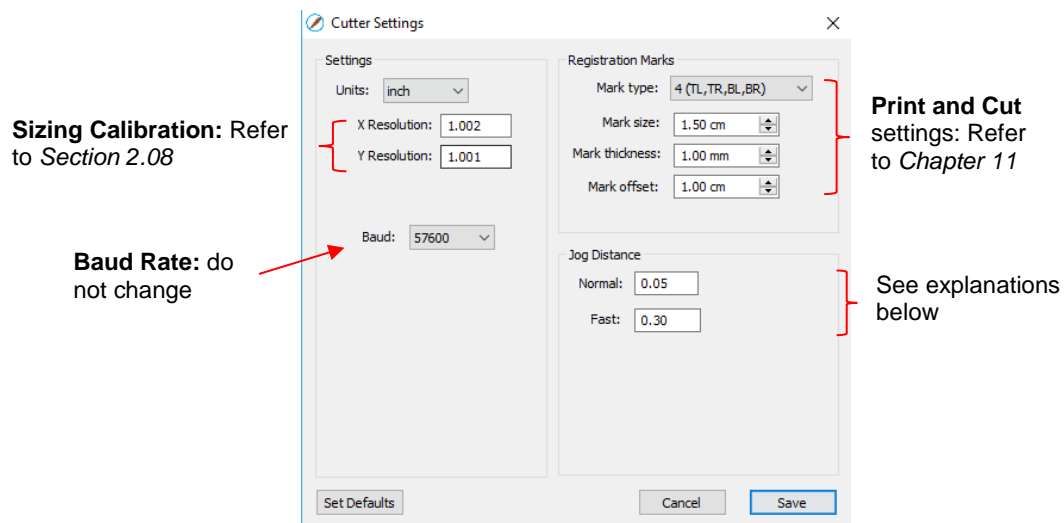 Cutter Settings
Settings
Units: inch
X Resolution: 1.002
Y Resolution: 1.001
Baud: 57600
Registration Marks
Mark type: 4 (TL,TR,BL,BR)
Mark size: 1.50 cm
Mark thickness: 1.00 mm
Mark offset: 1.00 cm
Jog Distance
Normal: 0.05
Fast: 0.30
Set Defaults
Cancel
Save
Sizing Calibration: Refer
to Section 2.08
Baud Rate: do
not change
Print and Cut
settings: Refer
to Chapter 11
See explanations
below